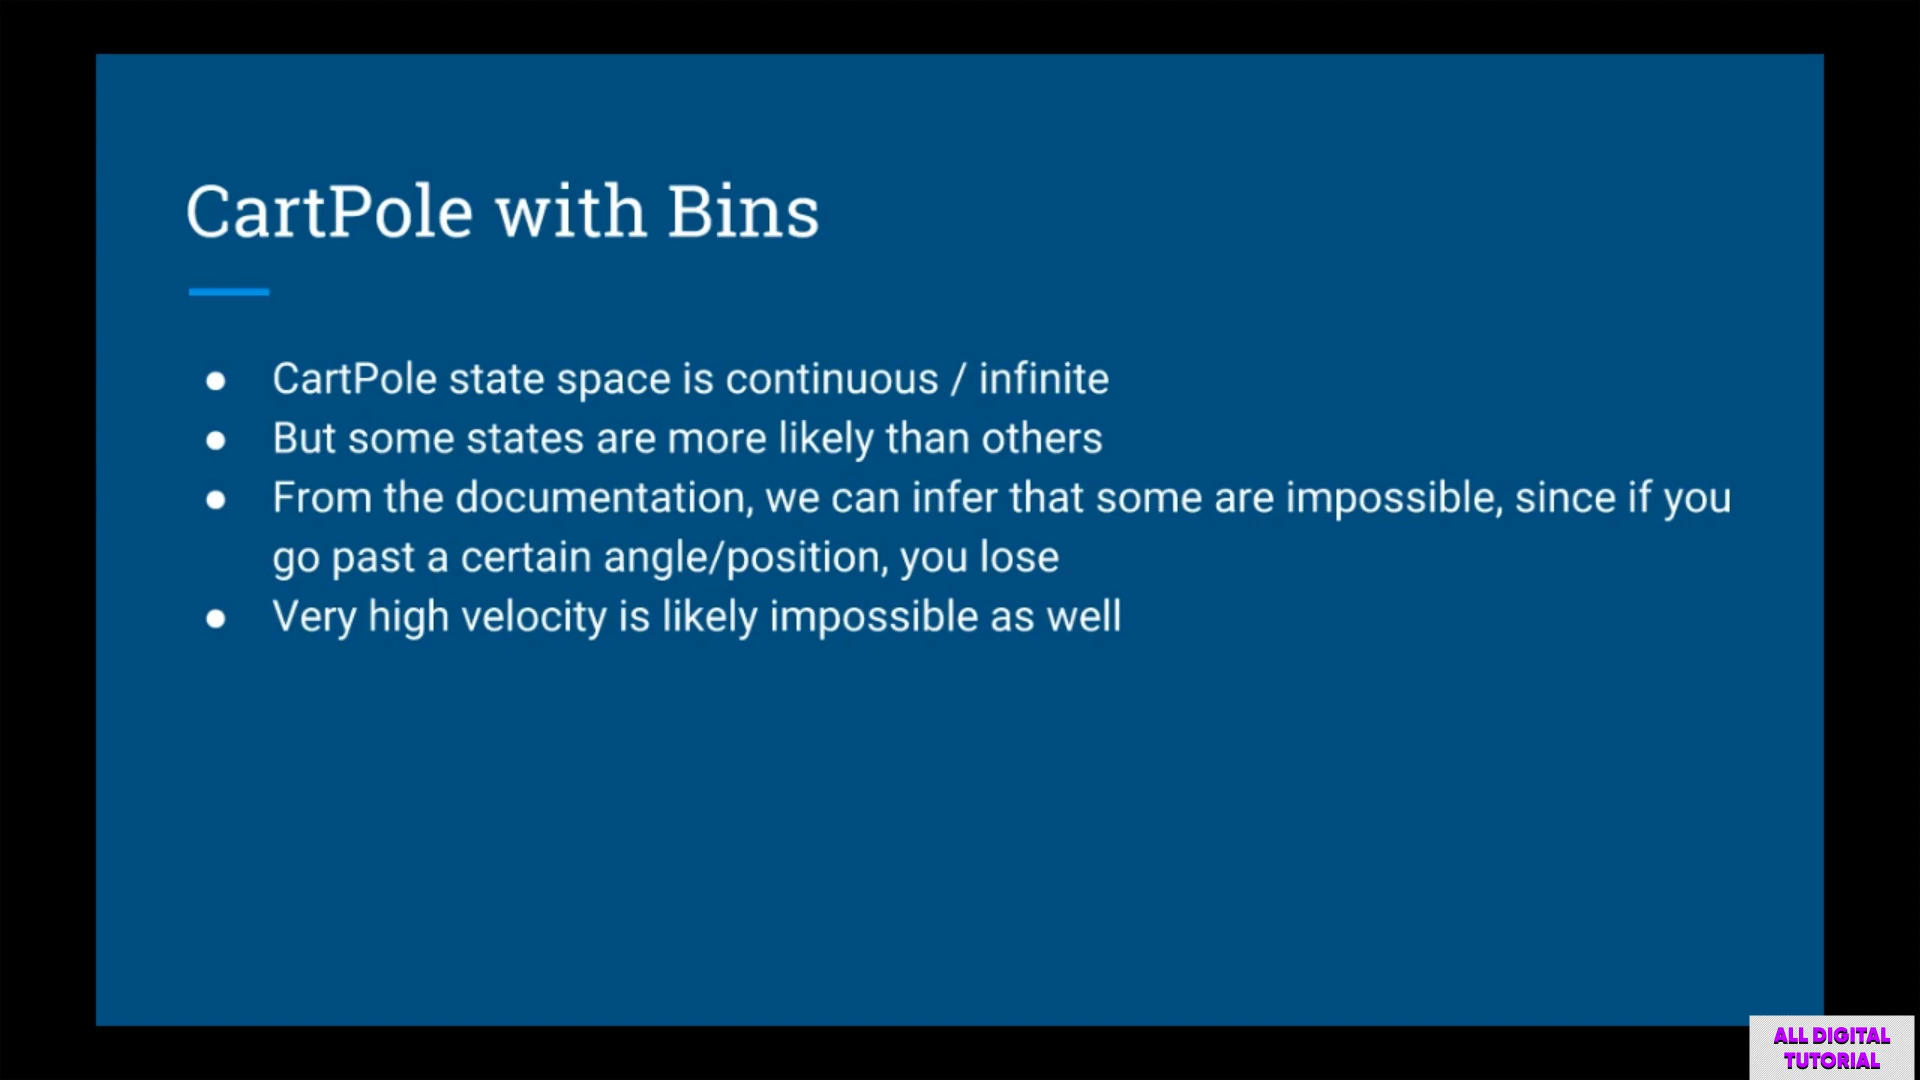 CartPole with Bins
● CartPole state space is continuous / infinite
● But some states are more likely than others
● From the documentation, we can infer that some are impossible, since if you
go past a certain angle/position, you lose
● Very high velocity is likely impossible as well
ALL DIGITAL
TUTORIAL